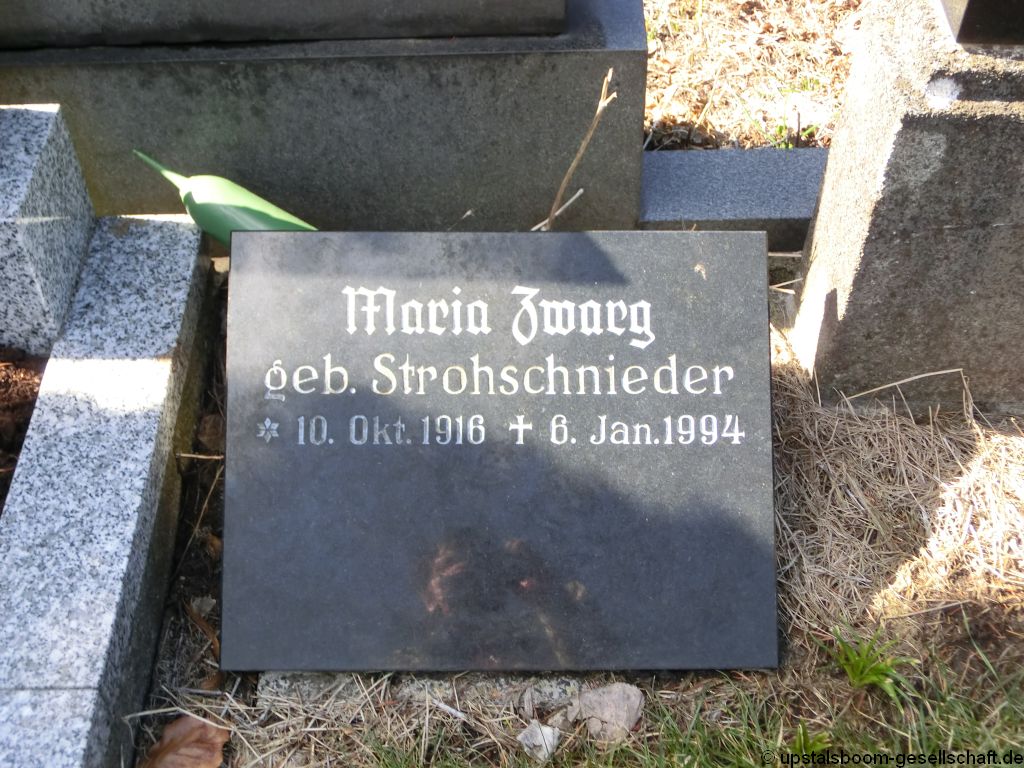 Maria Zwarg
geb. Strohschnieder
* 10. Okt. 1916 † 6. Jan. 1994
© upstalsboom-gesellschaft.de